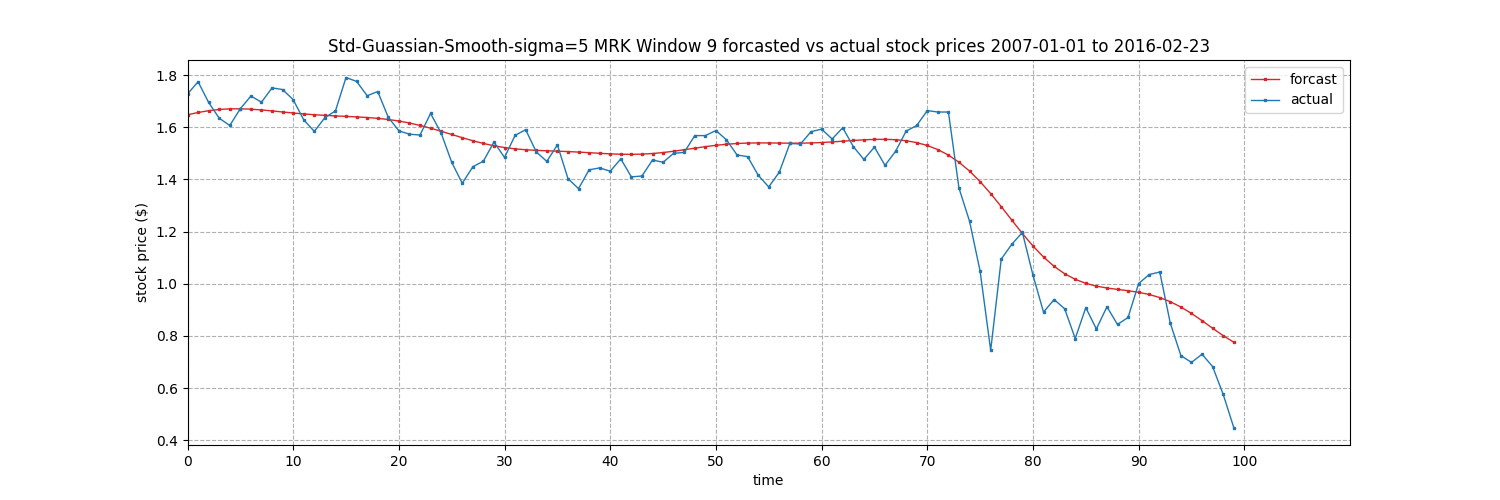 Std-Guassian-Smooth-sigma=5 MRK Window 9 forcasted vs actual stock prices 2007-01-01 to 2016-02-23
forcast
actual
stock price ($)
1.8
1.6
1.4
1.2
1.0
0.8
0.6
0.4
0 10 20 30 40 50 60 70 80 90 100
time